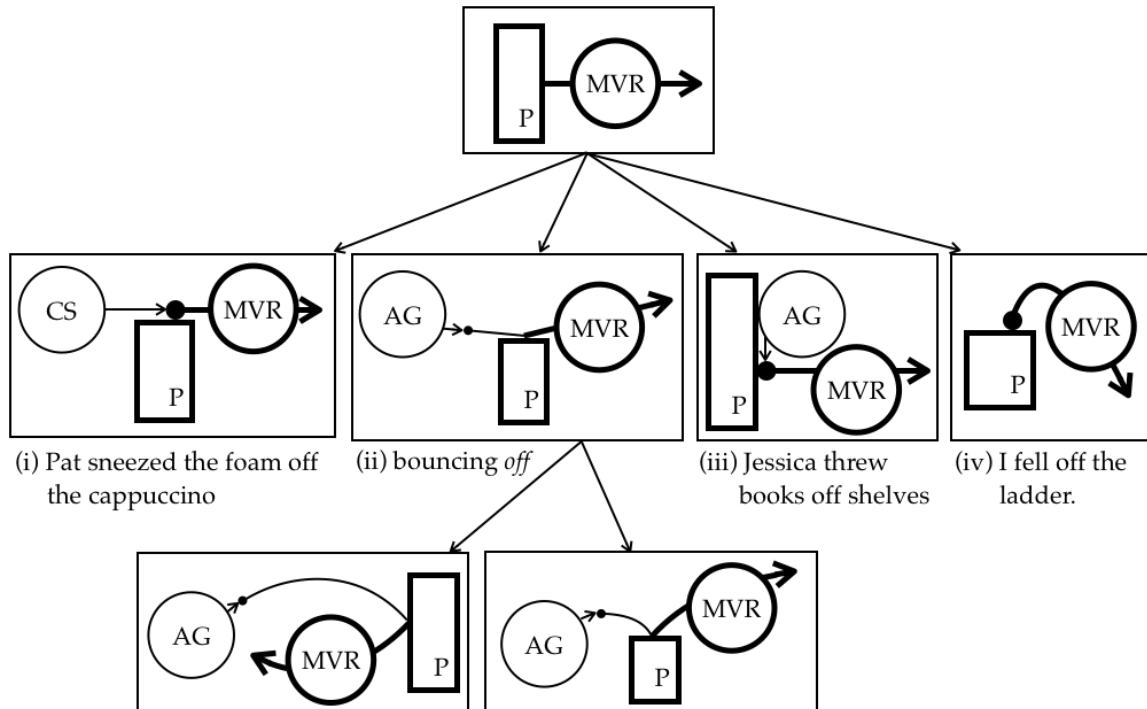 P MVR
CS MVR P
AG MVR P
P AG MVR
P MVR
(i) Pat sneezed the foam off
the cappuccino
(ii) bouncing off
(iii) Jessica threw
books off shelves
(iv) I fell off the
ladder.
AG MVR P
AG MVR P